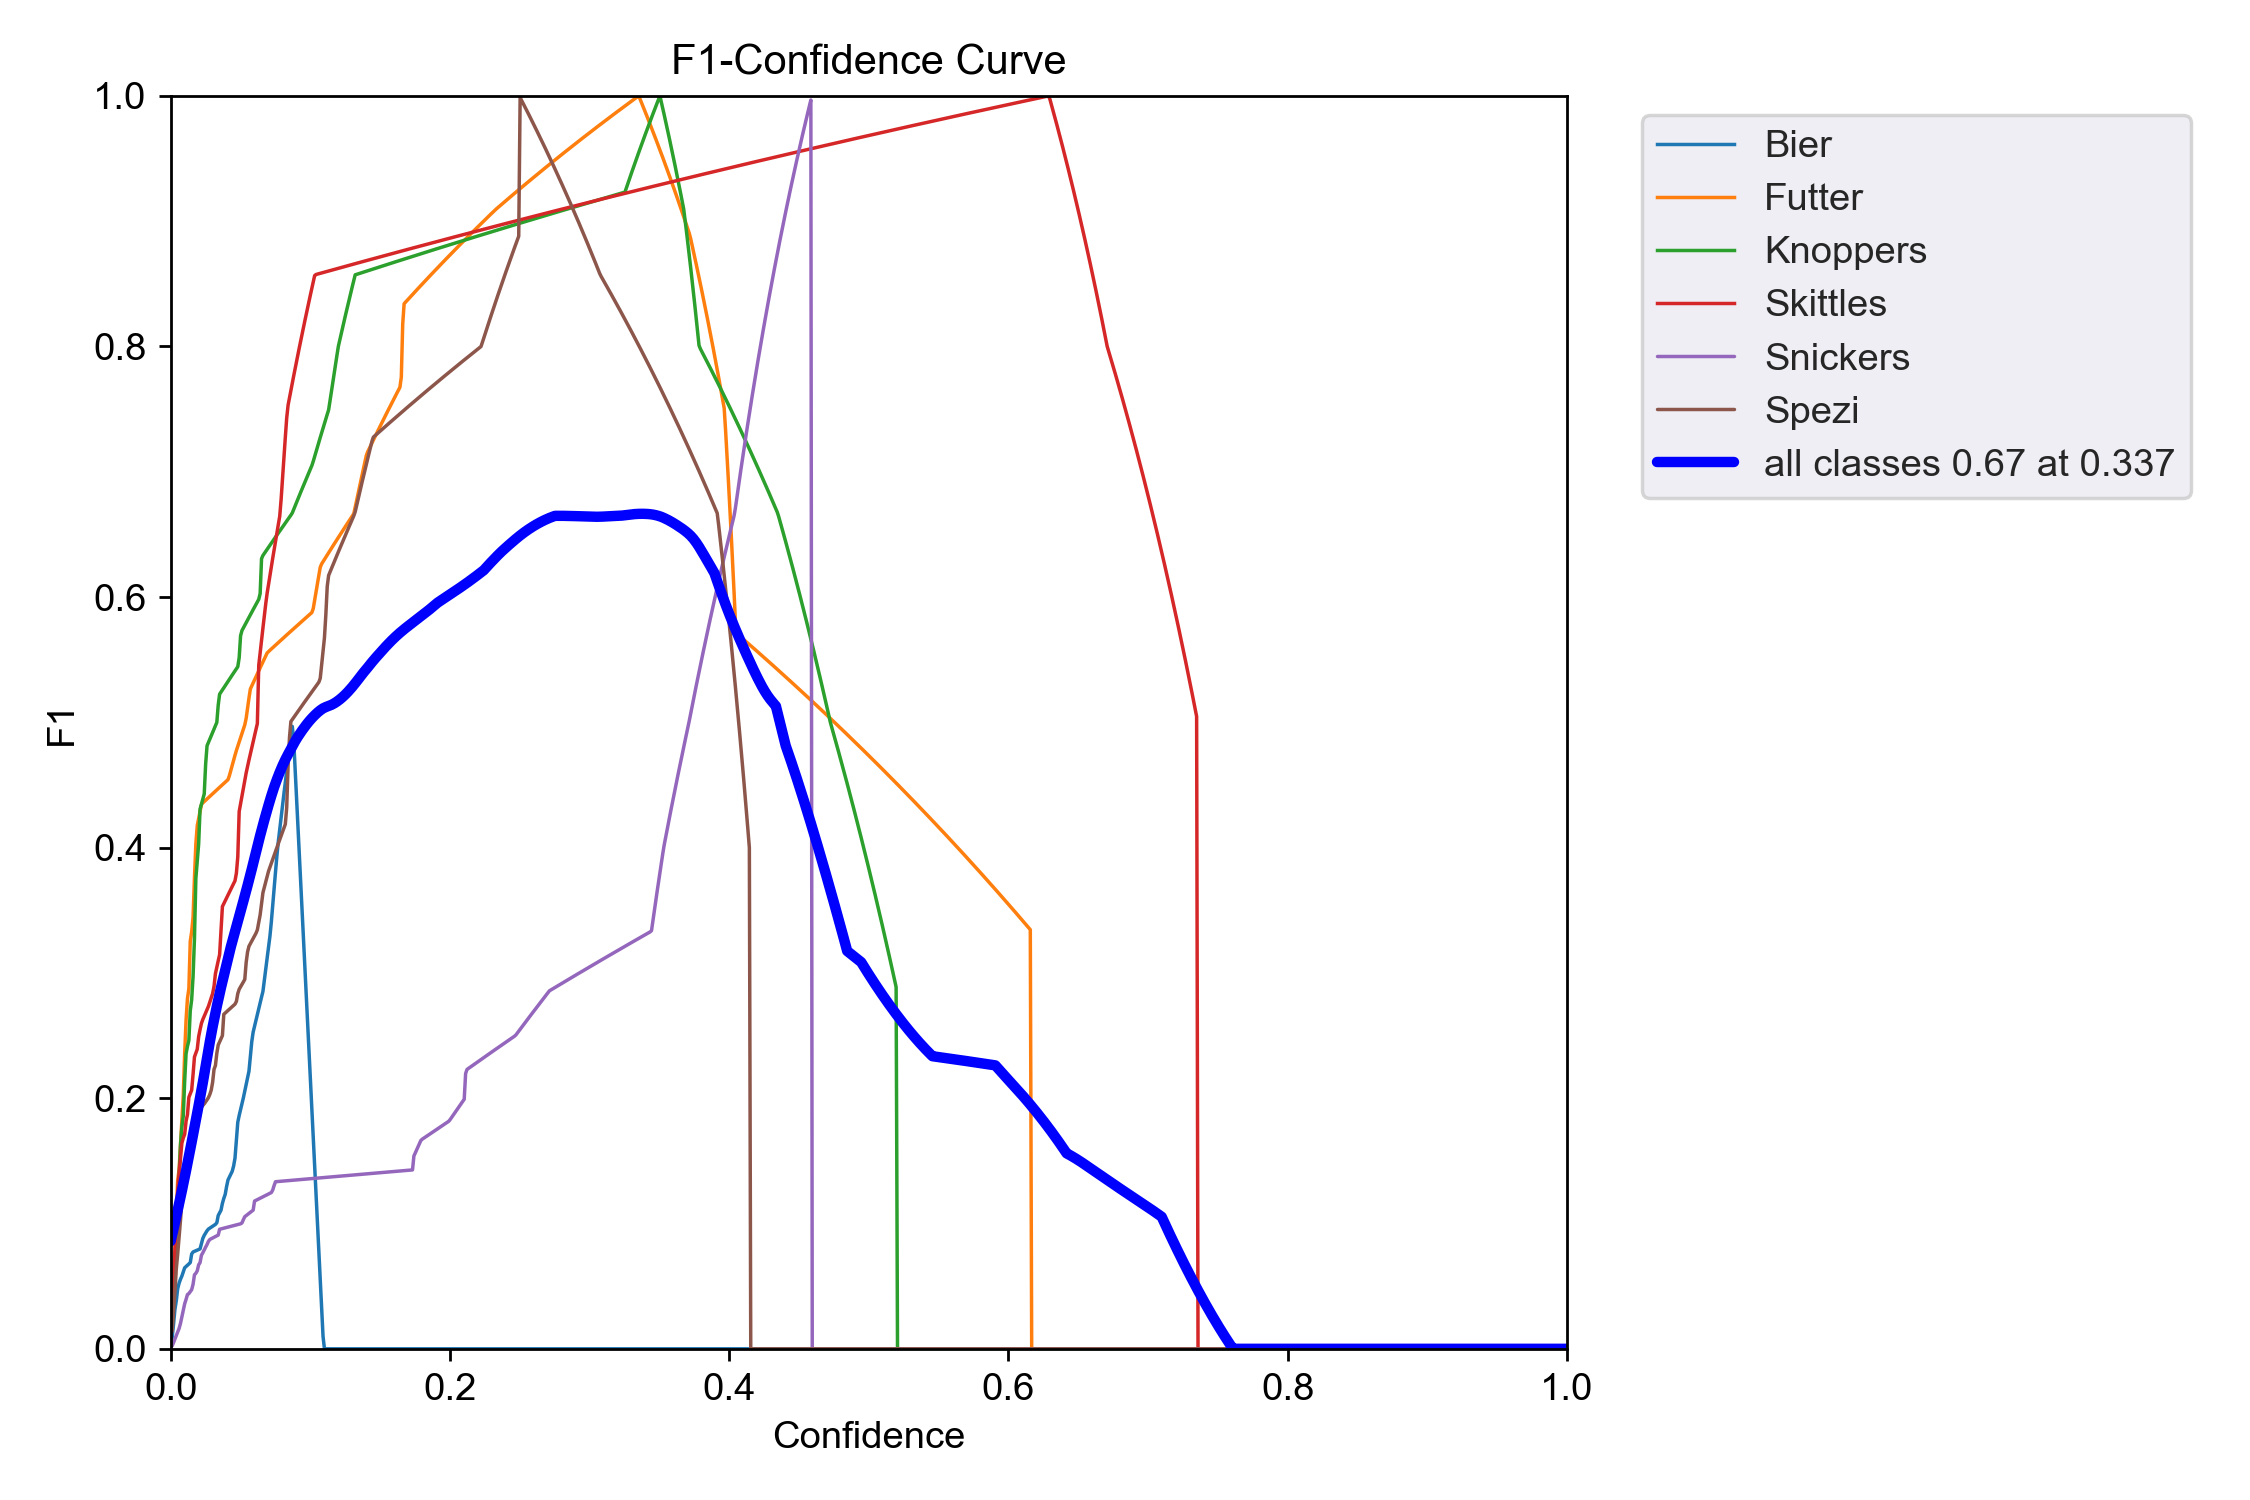 F1-Confidence Curve
1.0
0.8
0.6
0.4
0.2
0.0
F1
0.0 0.2 0.4 0.6 0.8 1.0
Confidence
Bier
Futter
Knoppers
Skittles
Snickers
Spezi
all classes 0.67 at 0.337